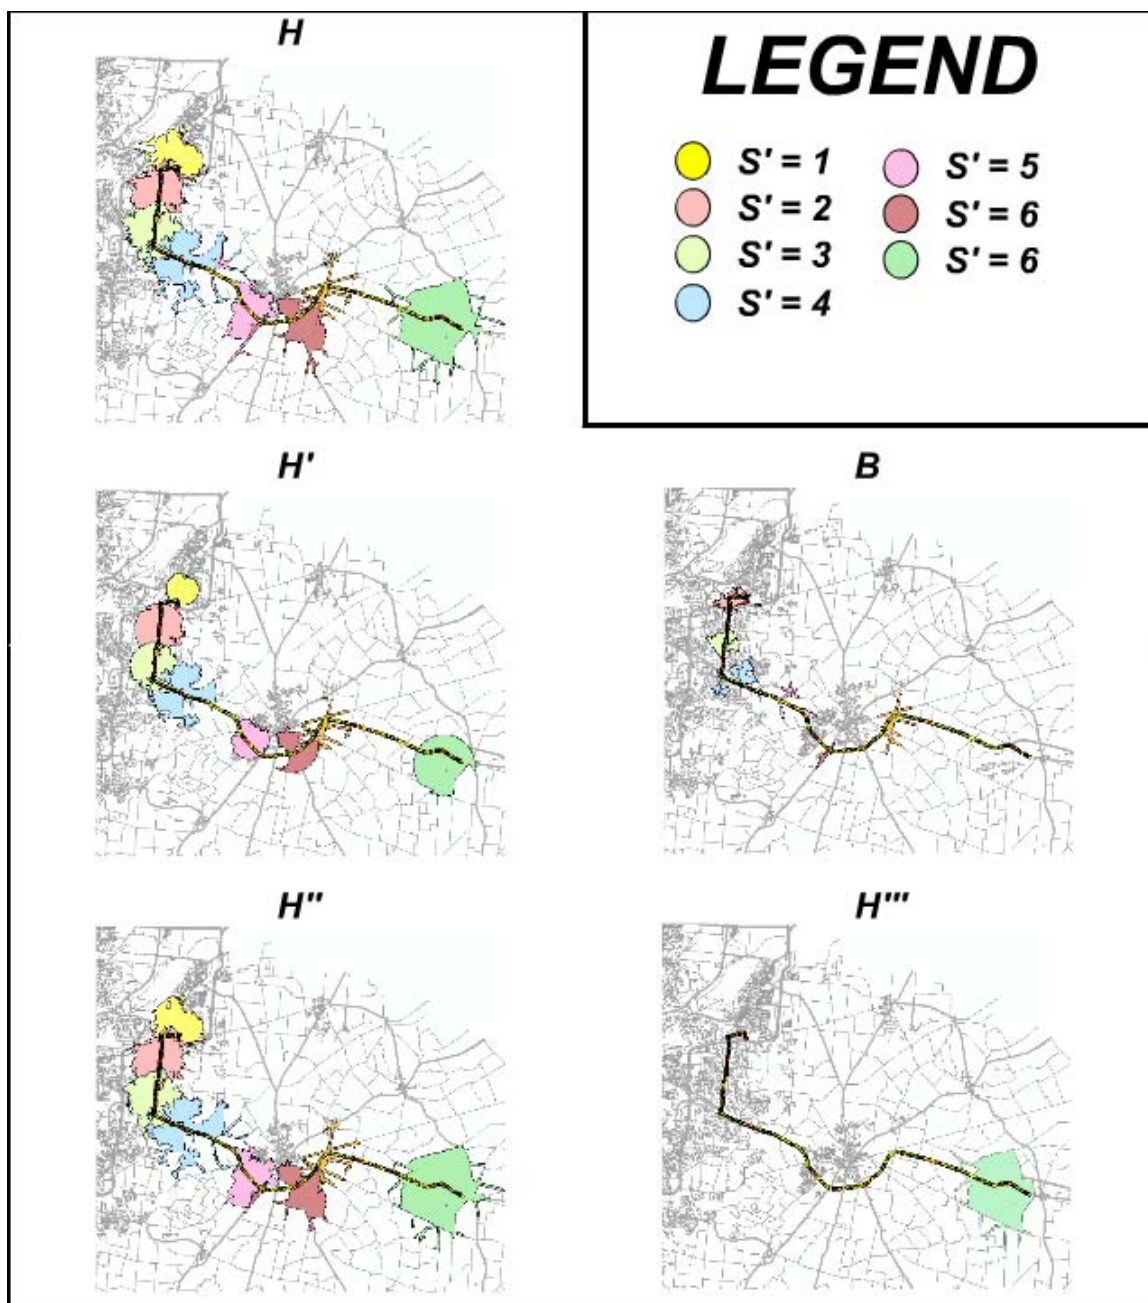 H
LEGEND
S' = 1
S' = 2
S' = 3
S' = 4
S' = 5
S' = 6
S' = 6
H'
B
H"
H'"